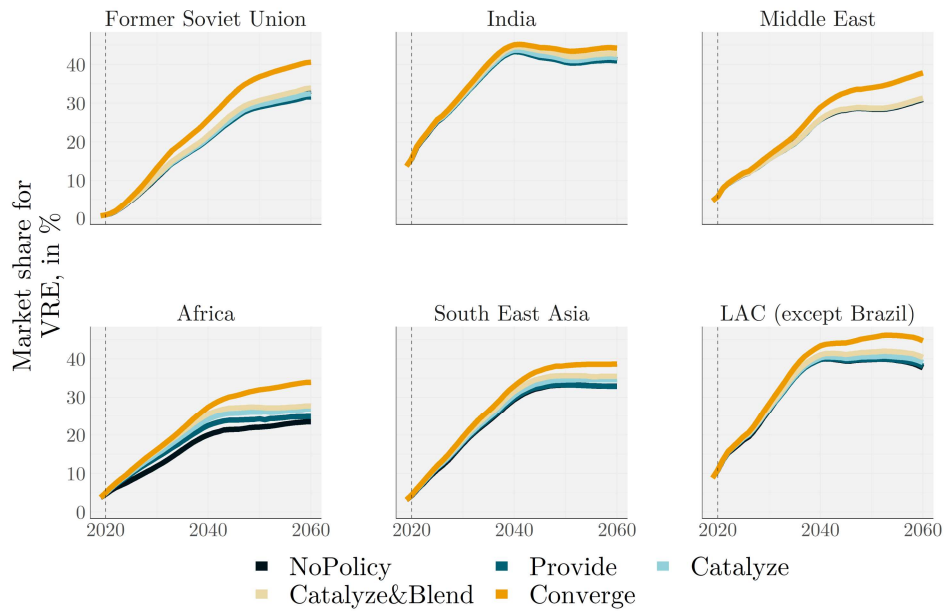 Former Soviet Union
India
Middle East
40
30
20
10
0
Market share for
VRE, in %
Africa
South East Asia
LAC (except Brazil)
40
30
20
10
0
2020
2040
2060
2020
2040
2060
2020
2040
2060
NoPolicy
Provide
Catalyze
Catalyze&Blend
Converge